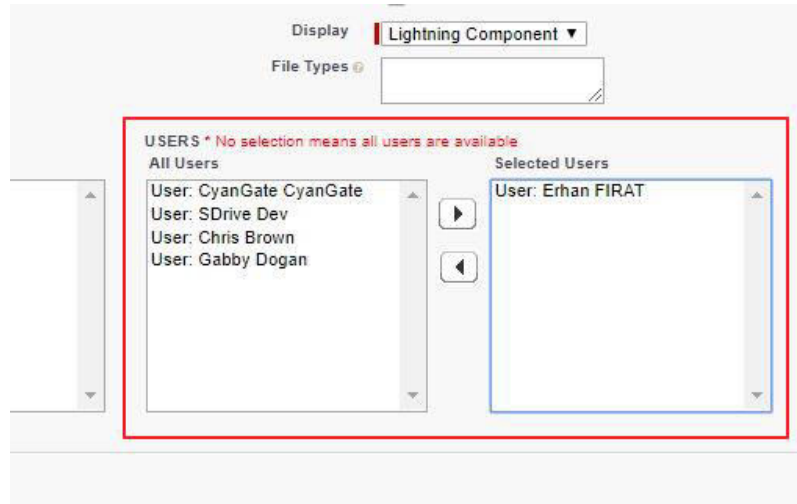 Display Lightning Component
File Types
USERS * No selection means all users are available
All Users Selected Users
User: CyanGate CyanGate User: Erhan FIRAT
User: SDrive Dev
User: Chris Brown
User: Gabby Dogan